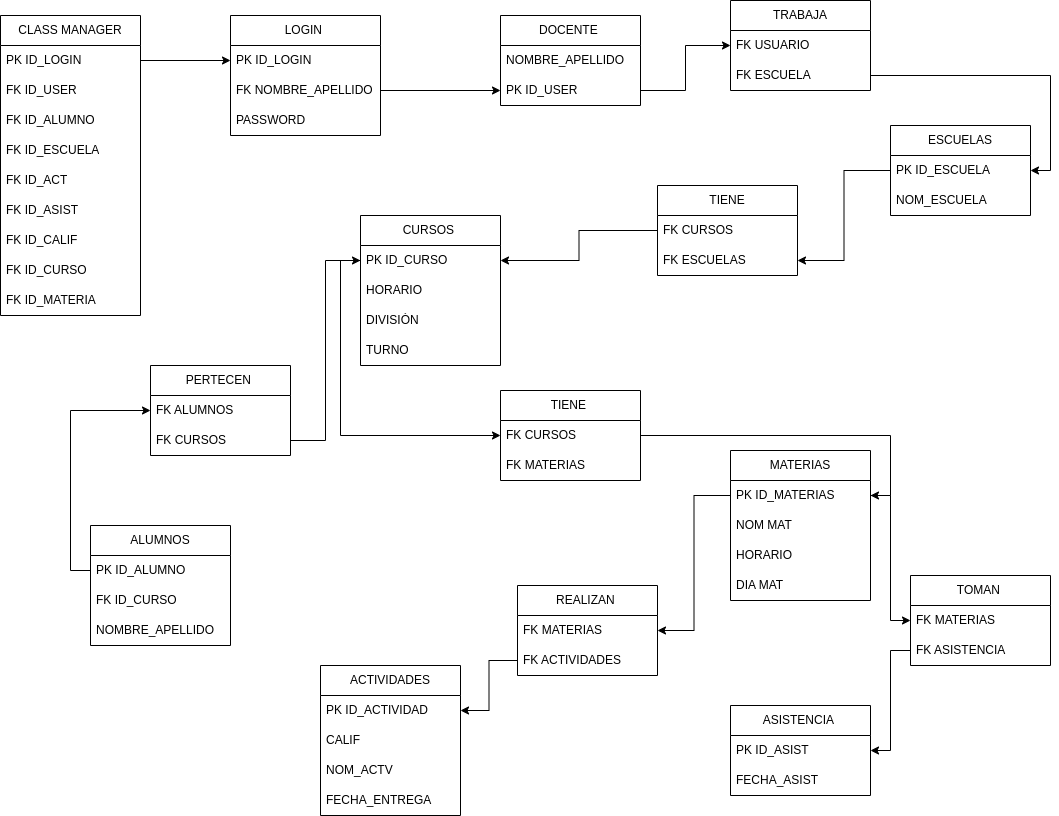 CLASS MANAGER
PK ID_LOGIN
FK ID_USER
FK ID_ALUMNO
FK ID_ESCUELA
FK ID_ACT
FK ID_ASIST
FK ID_CALIF
FK ID_CURSO
FK ID_MATERIA
LOGIN
PK ID_LOGIN
FK NOMBRE_APELLIDO
PASSWORD
DOCENTE
NOMBRE_APELLIDO
PK ID_USER
TRABAJA
FK USUARIO
FK ESCUELA
ESCUELAS
PK ID_ESCUELA
NOM_ESCUELA
TIENE
FK CURSOS
FK ESCUELAS
CURSOS
PK ID_CURSO
HORARIO
DIVISIÓN
TURNO
PERTECEN
FK ALUMNOS
FK CURSOS
TIENE
FK CURSOS
FK MATERIAS
MATERIAS
PK ID_MATERIAS
NOM MAT
HORARIO
DIA MAT
ALUMNOS
PK ID_ALUMNO
FK ID_CURSO
NOMBRE_APELLIDO
REALIZAN
FK MATERIAS
FK ACTIVIDADES
TOMAN
FK MATERIAS
FK ASISTENCIA
ACTIVIDADES
PK ID_ACTIVIDAD
CALIF
NOM_ACTV
FECHA_ENTREGA
ASISTENCIA
PK ID_ASIST
FECHA_ASIST